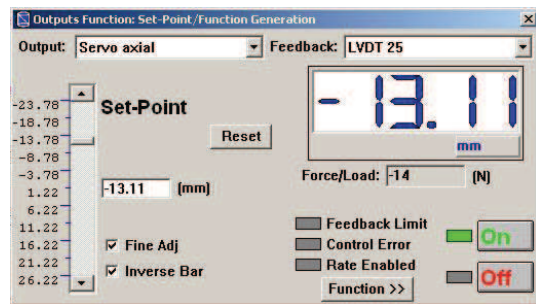 Outputs Function: Set-Point/Function Generation
Output: Servo axial Feedback: LVDT 25
-13.11
mm
Set-Point
Reset
Force/Load: -14 (N)
-13.11 (mm)
-23.78
-18.78
-13.78
-8.78
-3.78
1.22
6.22
11.22
16.22
21.22
26.22
Fine Adj
Inverse Bar
Feedback Limit
Control Error
Rate Enabled
Function >>
On
Off